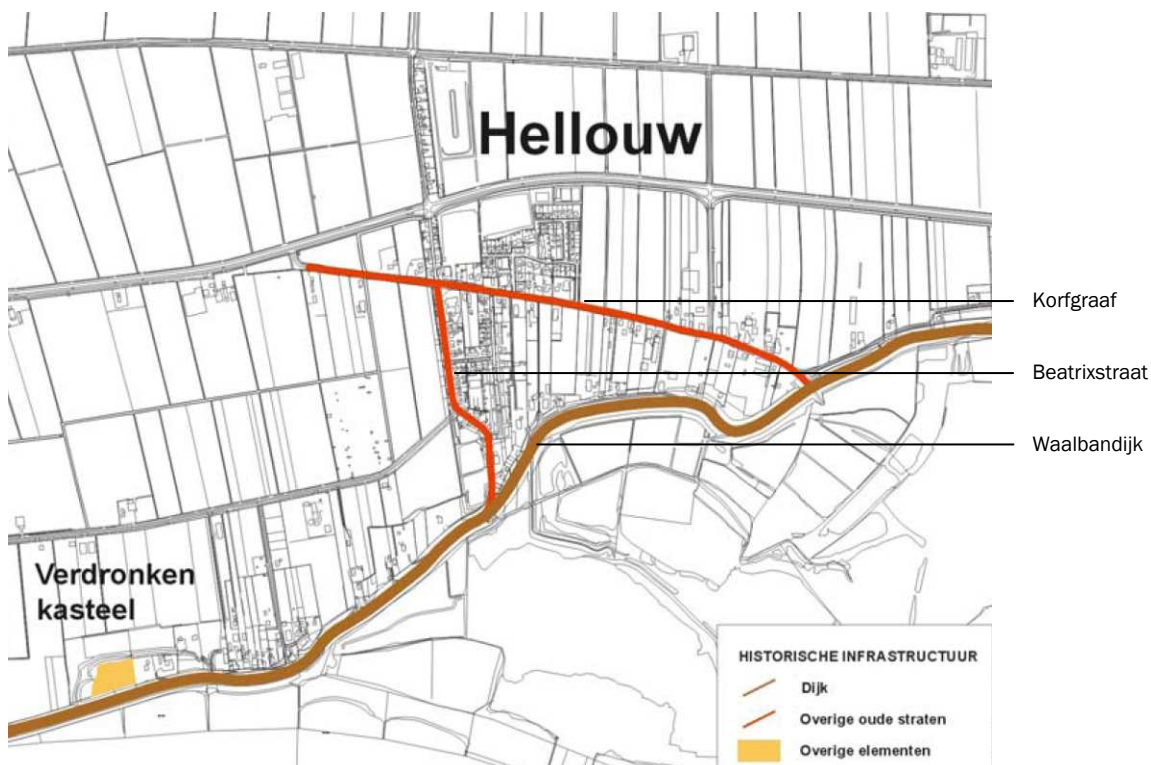 Hellouw
Korfgraaf
Beatrixstraat
Waalbandijk
Verdronken
kasteel
HISTORISCHE INFRASTRUCTUUR
Dijk
Overige oude straten
Overige elementen